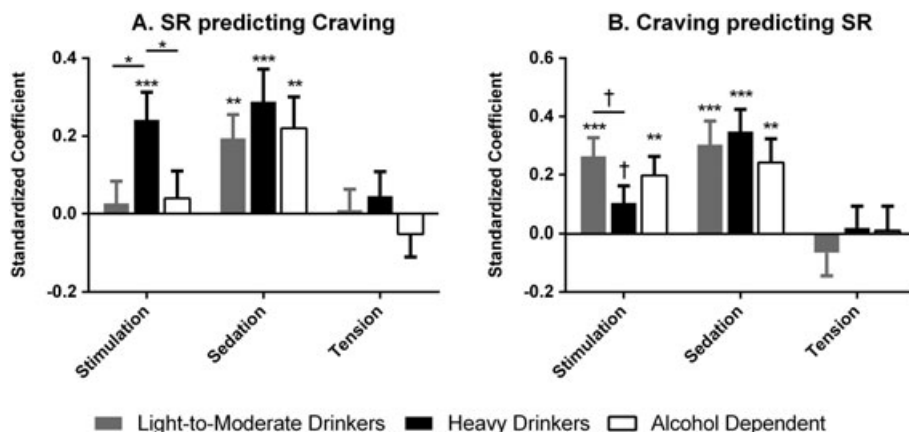 A. SR predicting Craving
Standardized Coefficient
0.4
0.2
0.0
-0.2
*
*
***
**
***
**
Stimulation
Sedation
Tension
B. Craving predicting SR
Standardized Coefficient
0.6
0.4
0.2
0.0
-0.2
†
***
†
**
***
***
**
Stimulation
Sedation
Tension
Light-to-Moderate Drinkers Heavy Drinkers Alcohol Dependent